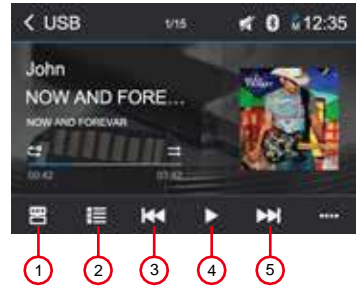 < USB 1/15 12:35
John
NOW AND FORE...
NOW AND FOREVAR
00:42 03:42
1 2 3 4 5